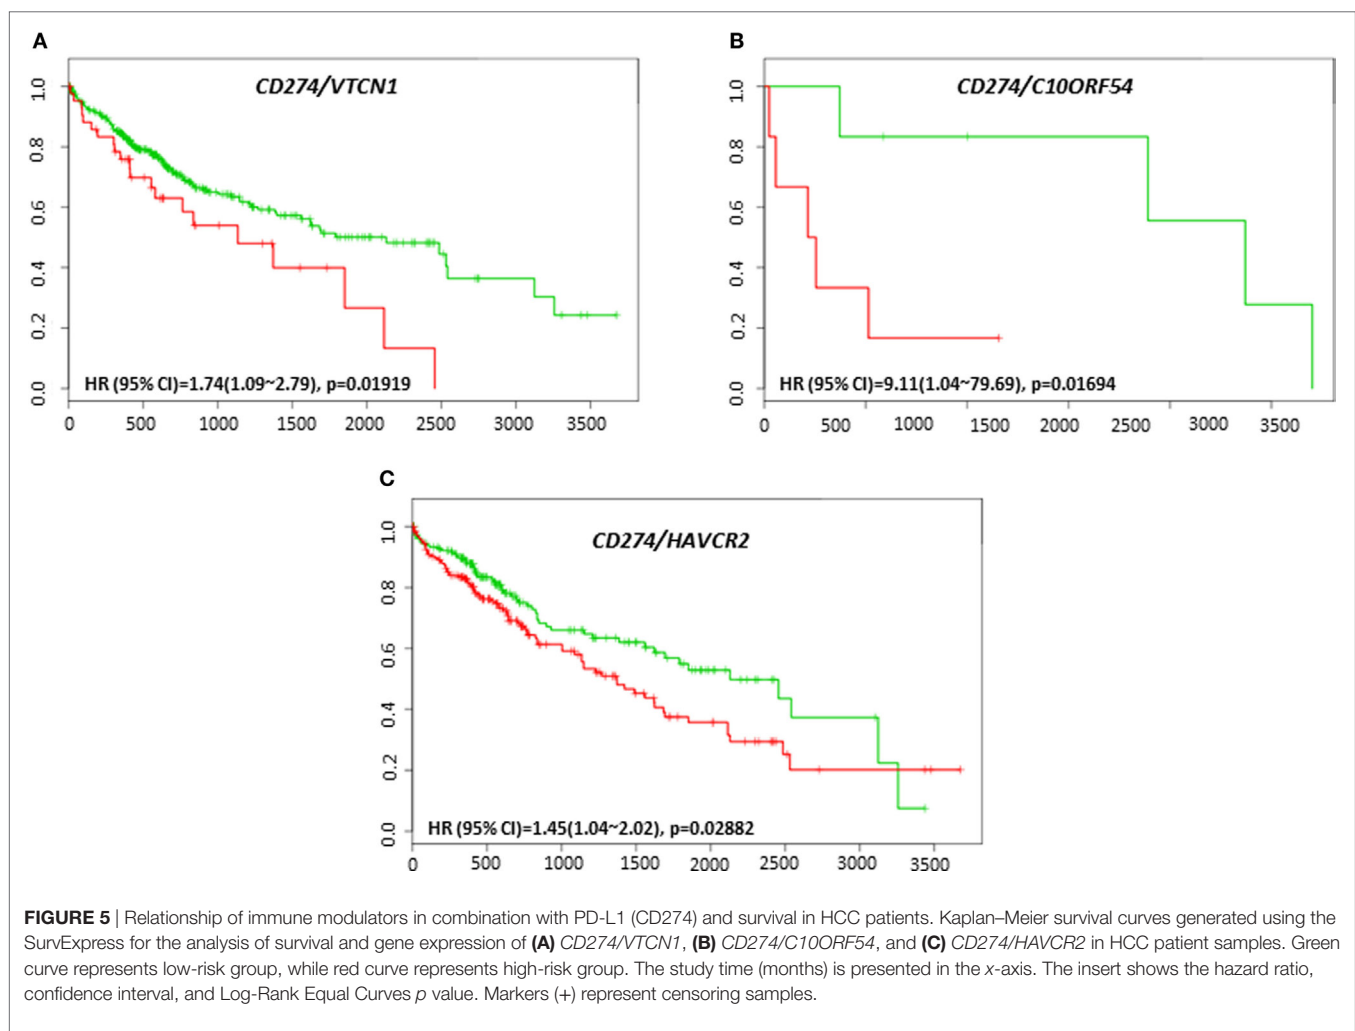 A
CD274/VTCN1
1.0
0.8
0.6
0.4
0.2
0.0
HR (95% CI)=1.74(1.09~2.79), p=0.01919
0 500 1000 1500 2000 2500 3000 3500
B
CD274/C10ORF54
1.0
0.8
0.6
0.4
0.2
0.0
HR (95% CI)=9.11(1.04~79.69), p=0.01694
0 500 1000 1500 2000 2500 3000 3500
C
CD274/HAVCR2
1.0
0.8
0.6
0.4
0.2
0.0
HR (95% CI)=1.45(1.04~2.02), p=0.02882
0 500 1000 1500 2000 2500 3000 3500
FIGURE 5 | Relationship of immune modulators in combination with PD-L1 (CD274) and survival in HCC patients. Kaplan–Meier survival curves generated using the
SurvExpress for the analysis of survival and gene expression of (A) CD274/VTCN1, (B) CD274/C10ORF54, and (C) CD274/HAVCR2 in HCC patient samples. Green
curve represents low-risk group, while red curve represents high-risk group. The study time (months) is presented in the x-axis. The insert shows the hazard ratio,
confidence interval, and Log-Rank Equal Curves p value. Markers (+) represent censoring samples.